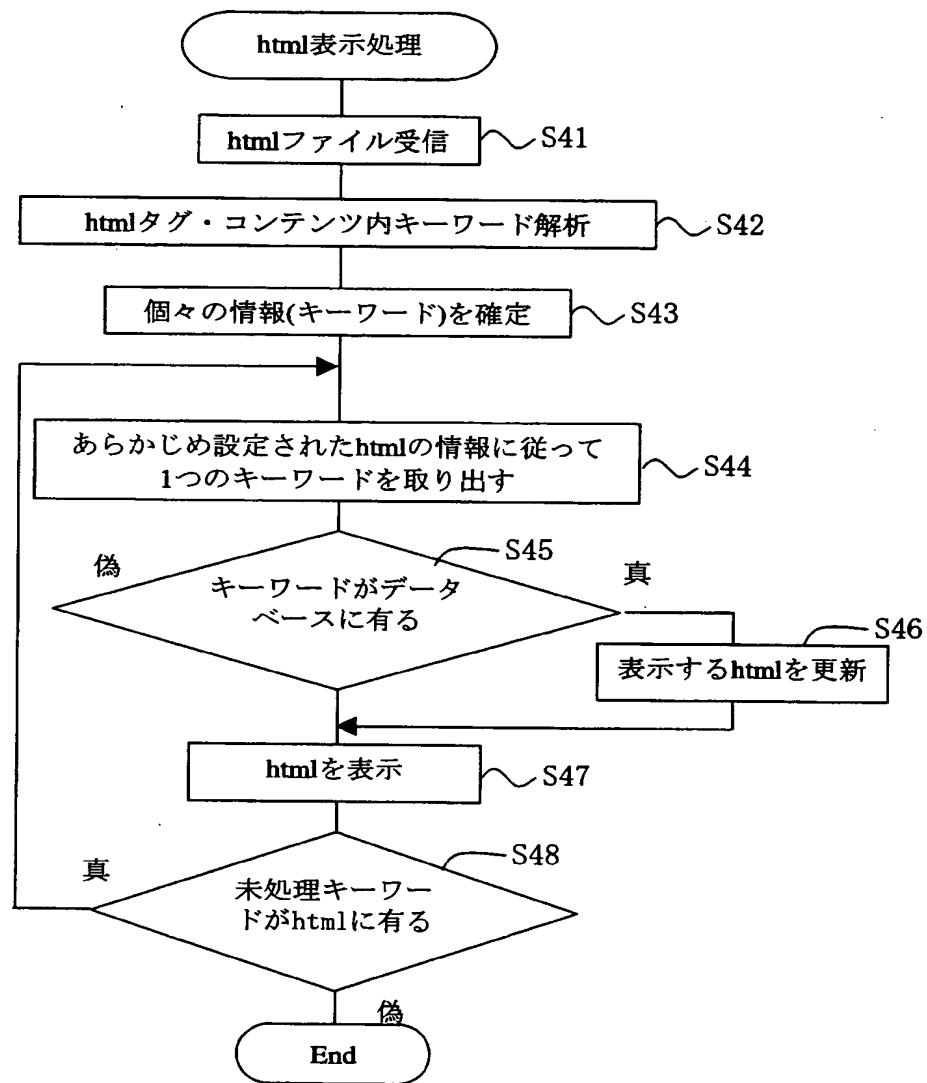 html表示処理
htmlファイル受信
S41
htmlタグ・コンテンツ内キーワード解析
S42
個々の情報(キーワード)を確定
S43
あらかじめ設定されたhtmlの情報に従って
1つのキーワードを取り出す
S44
S45
偽
真
キーワードがデータ
ベースに有る
S46
表示するhtmlを更新
htmlを表示
S47
S48
真
未処理キーワー
ドがhtmlに有る
偽
End